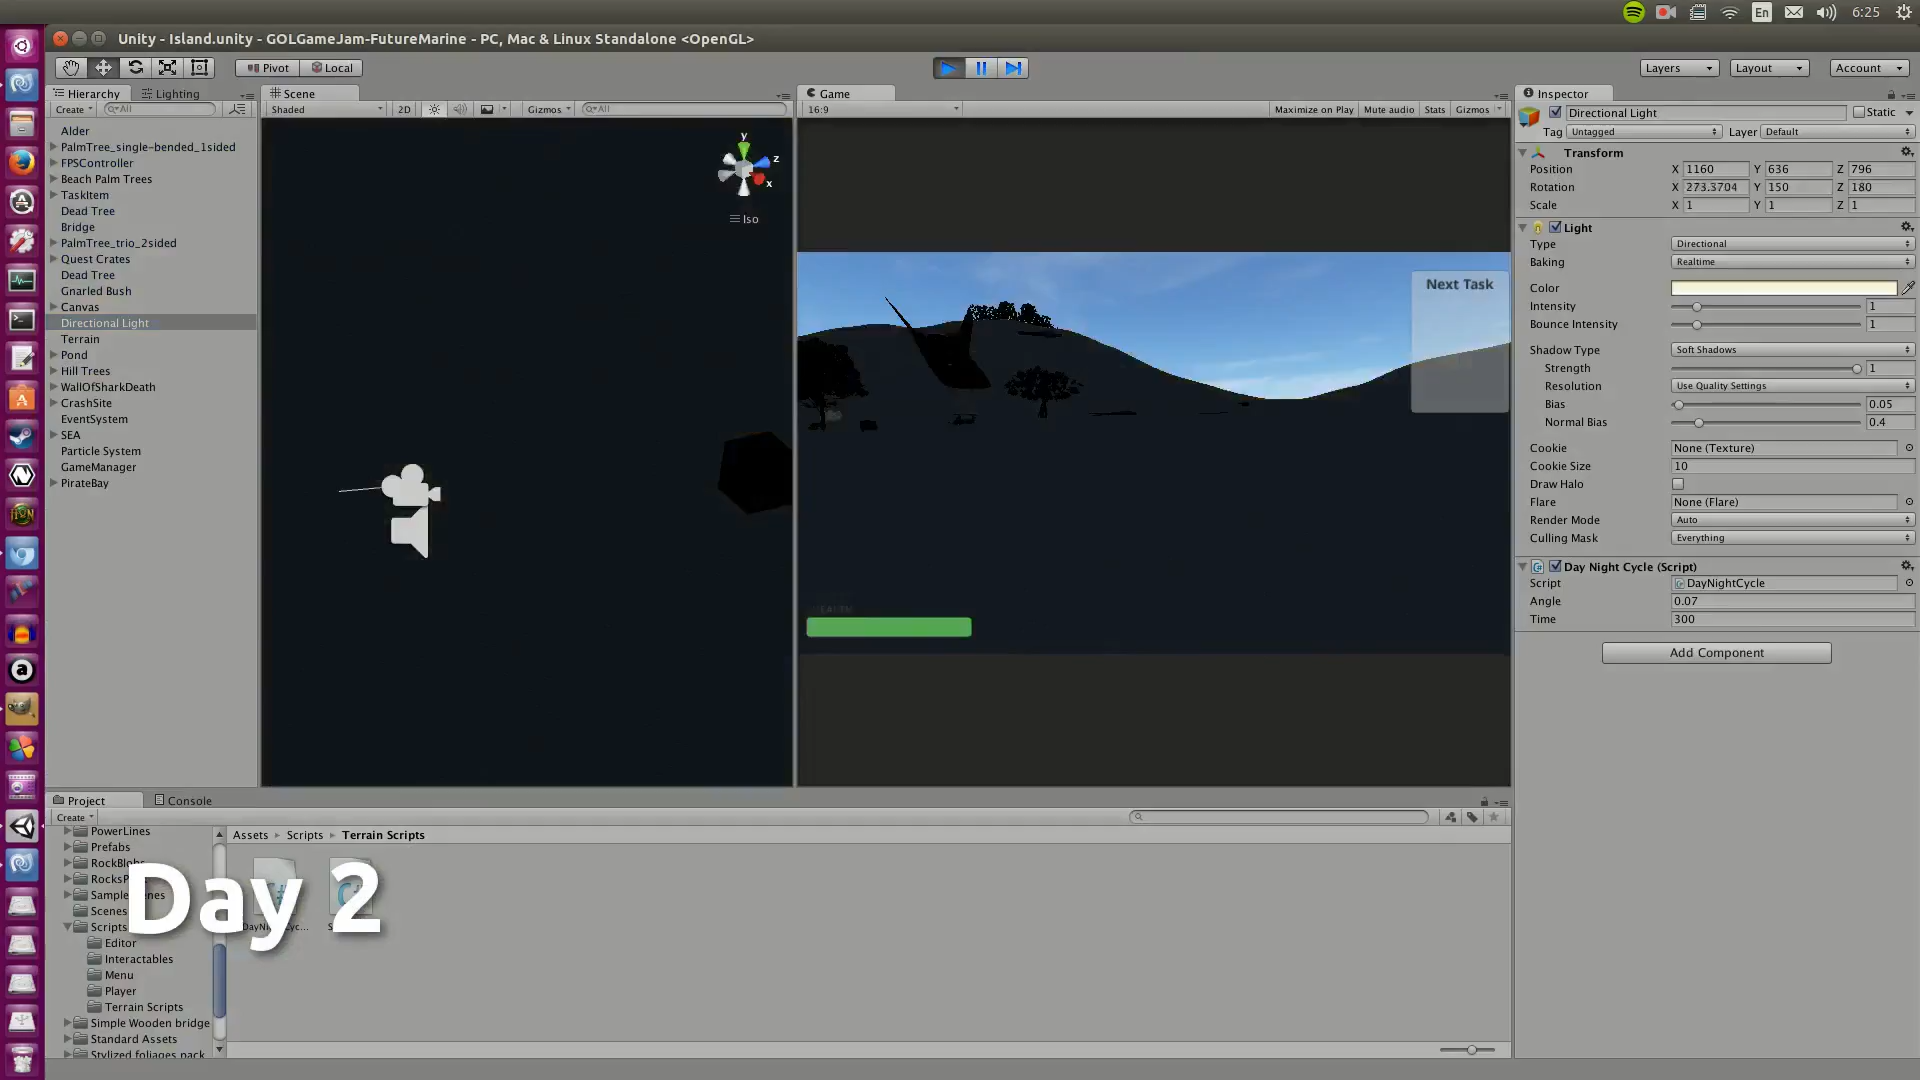 En 6:25
Unity - Island.unity - GOLGameJam-FutureMarine - PC, Mac & Linux Standalone <OpenGL>
Pivot Local Layers Layout Account
Hierarchy Lighting
Create All
Alder
PalmTree_single-bended_1sided
FPSController
Beach Palm Trees
TaskItem
Dead Tree
Bridge
PalmTree_trio_2sided
Quest Crates
Dead Tree
Gnarled Bush
Canvas
Directional Light
Terrain
Pond
Hill Trees
WallOfSharkDeath
CrashSite
EventSystem
SEA
Particle System
GameManager
PirateBay
Scene
Shaded 2D Gizmos All
y
z
x
Iso
Game
16:9 Maximize on Play Mute audio Stats Gizmos
Next Task
Inspector
Directional Light Static
Tag Untagged Layer Default
Transform
Position X 1160 Y 636 Z 796
Rotation X 273.3704 Y 150 Z 180
Scale X 1 Y 1 Z 1
Light
Type Directional
Baking Realtime
Color
Intensity 1
Bounce Intensity 1
Shadow Type Soft Shadows
Strength 1
Resolution Use Quality Settings
Bias 0.05
Normal Bias 0.4
Cookie None (Texture)
Cookie Size 10
Draw Halo
Flare None (Flare)
Render Mode Auto
Culling Mask Everything
Day Night Cycle (Script)
Script DayNightCycle
Angle 0.07
Time 300
Add Component
Project Console
Create
PowerLines
Prefabs
Scenes
Scripts
Editor
Interactables
Menu
Player
Terrain Scripts
Simple Wooden bridge
Standard Assets
Stylized foliages pack
Assets Scripts Terrain Scripts
Day 2